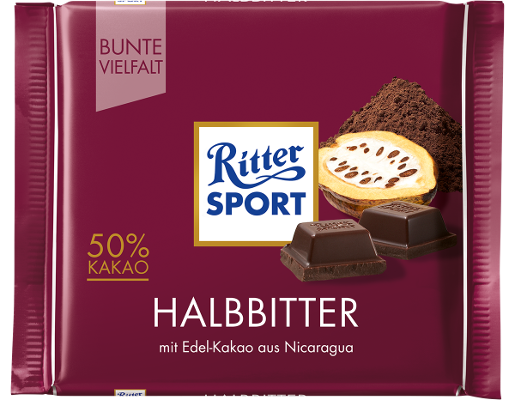 BUNTE
VIELFALT
Ritter
SPORT
50%
KAKAO
HALBBITTER
mit Edel-Kakao aus Nicaragua